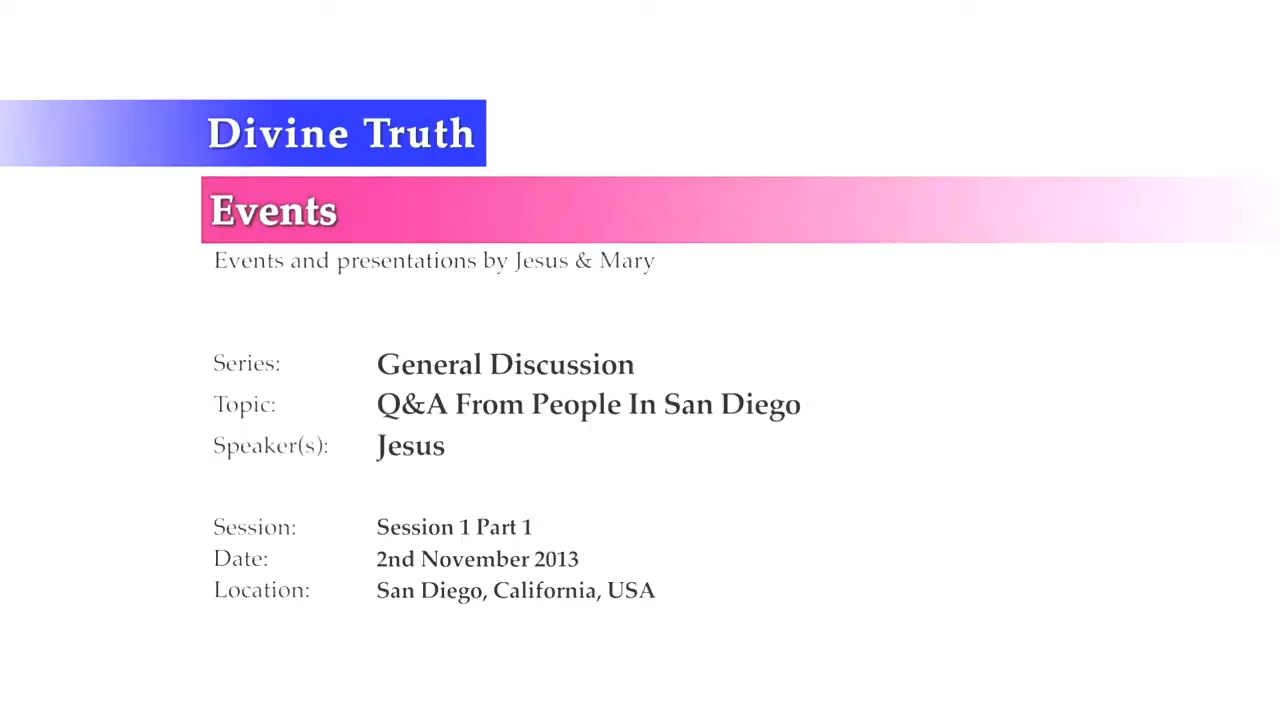 Divine Truth
Events
Events and presentations by Jesus & Mary
Series: General Discussion
Topic: Q&A From People In San Diego
Speaker(s): Jesus
Session: Session 1 Part 1
Date: 2nd November 2013
Location: San Diego, California, USA